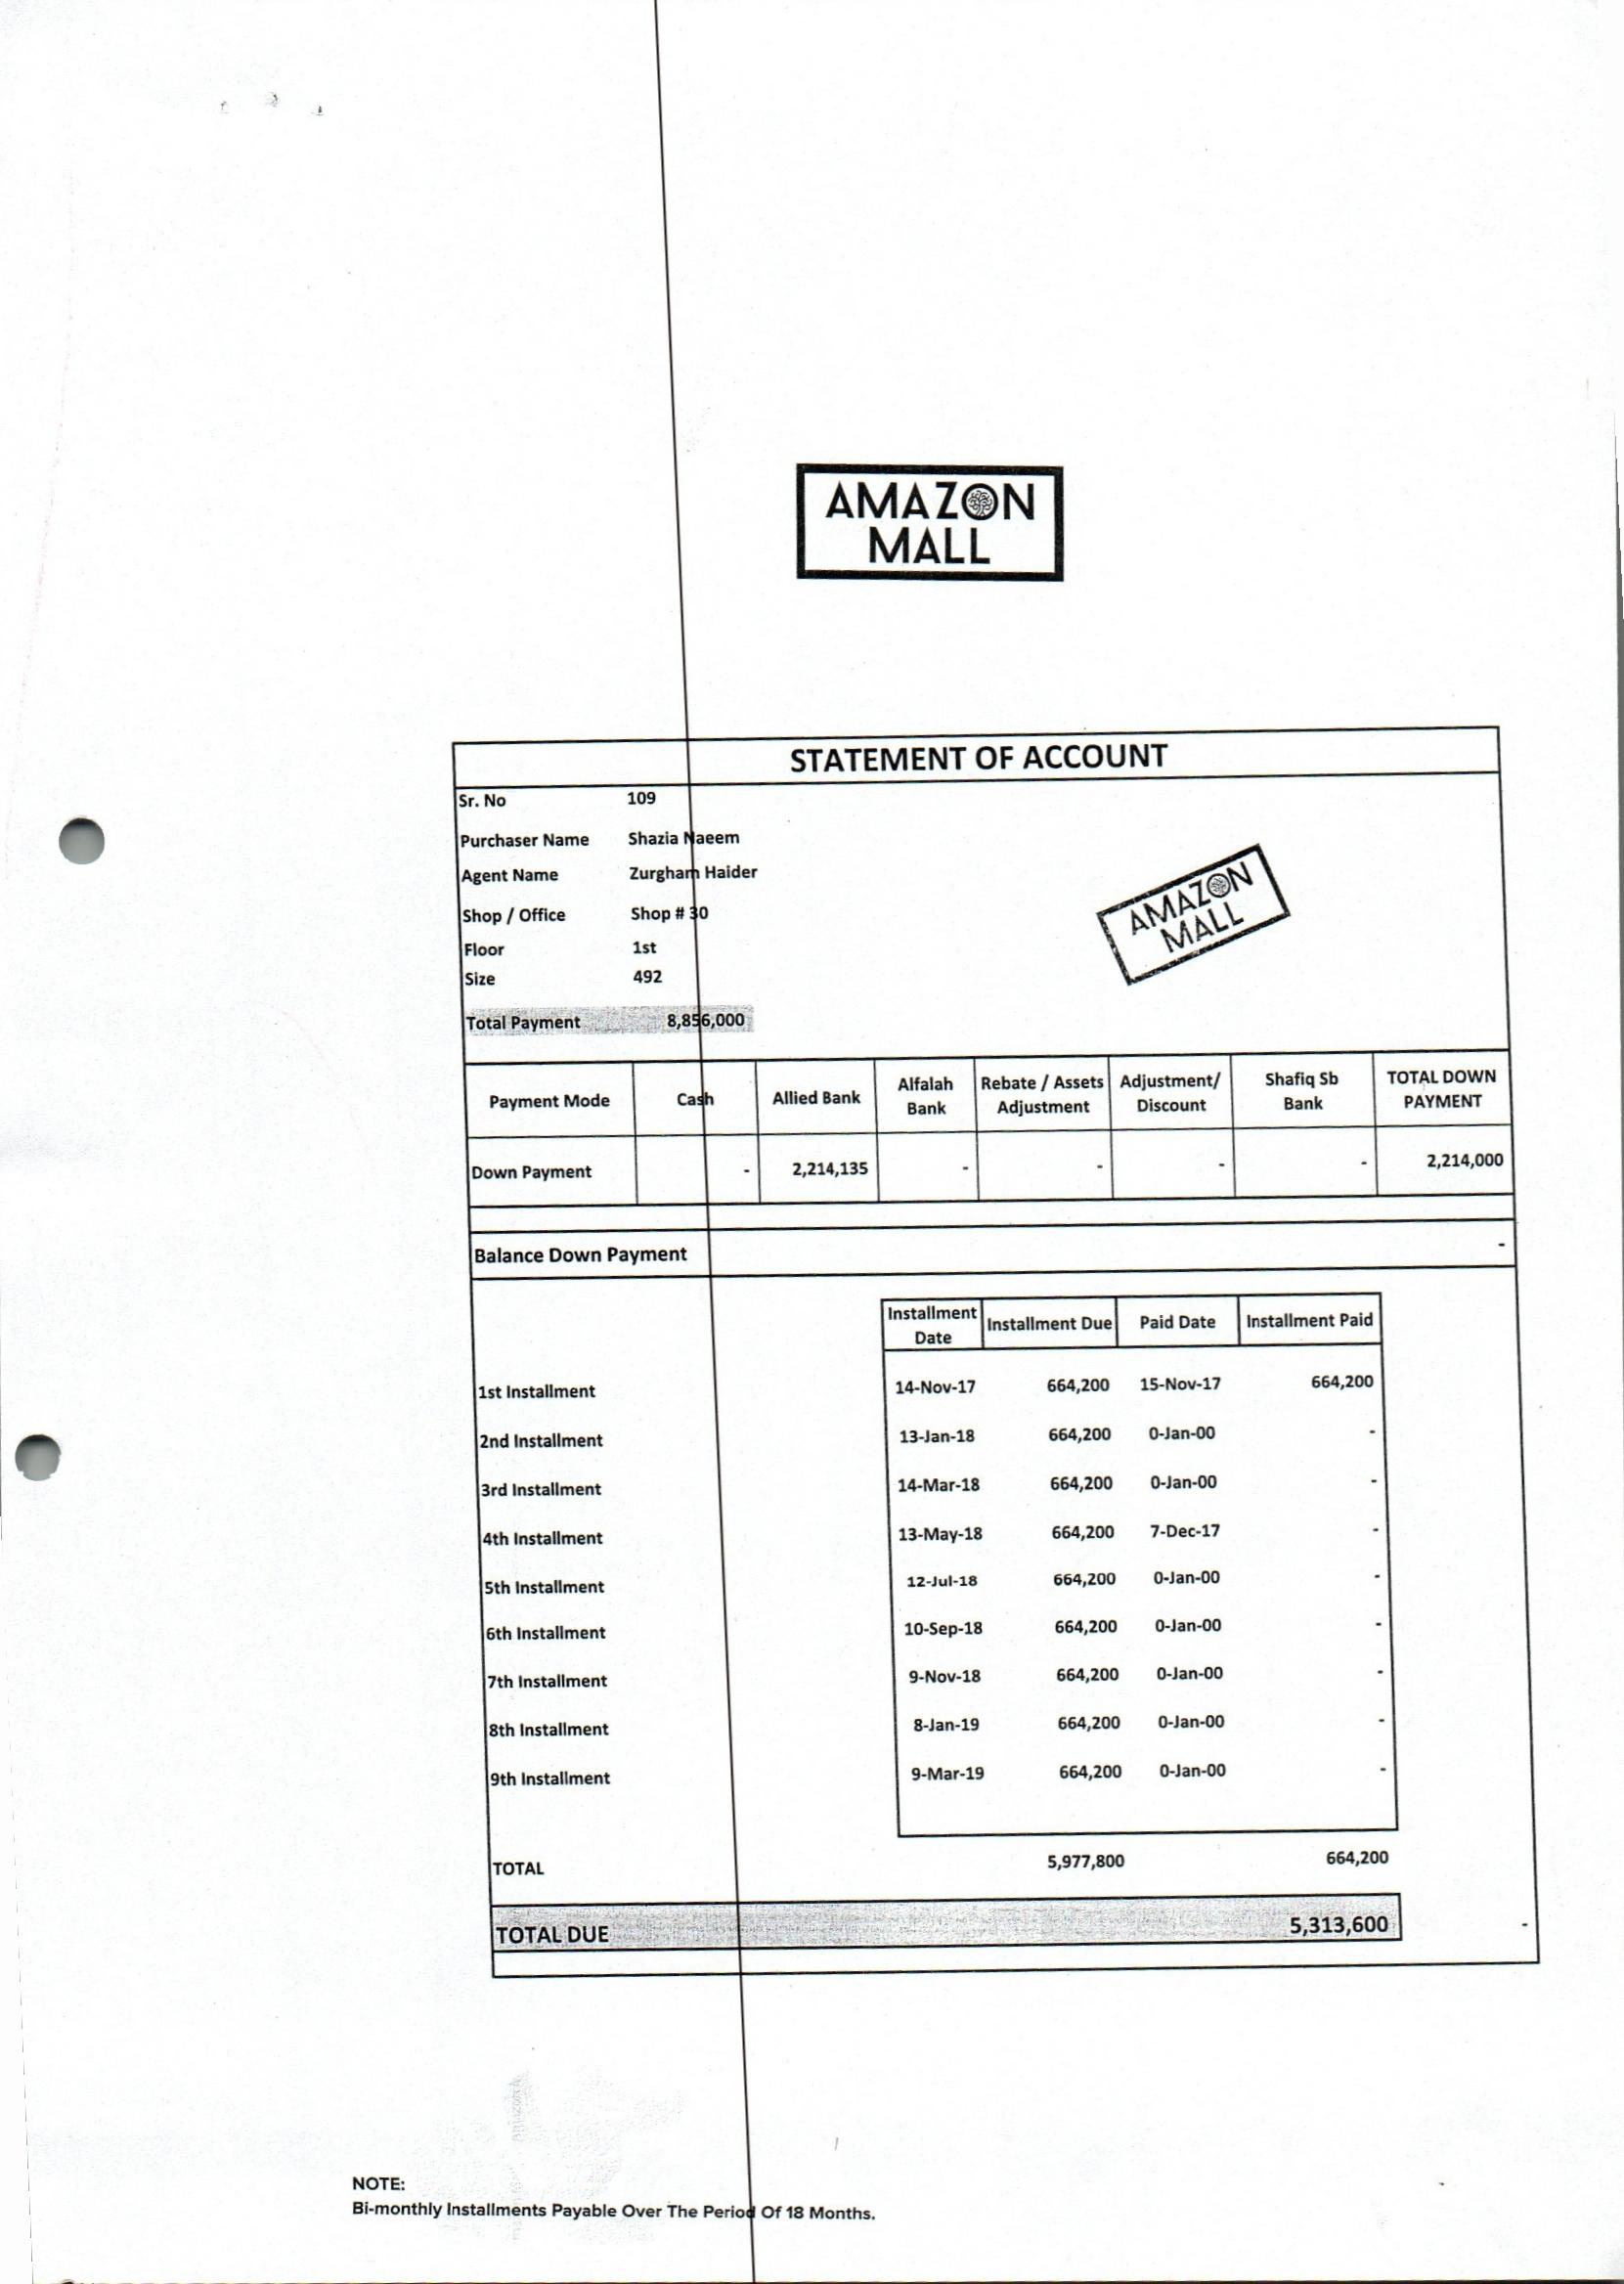 AMAZON
MALL
STATEMENT OF ACCOUNT
Sr. No 109
Purchaser Name Shazia Naeem
Agent Name Zurgham Haider
Shop / Office Shop # 30
Floor 1st
Size 492
Total Payment 8,856,000
AMAZON
MALL
Payment Mode Cash Allied Bank Alfalah Bank Rebate / Assets Adjustment Adjustment/ Discount Shafiq Sb Bank TOTAL DOWN PAYMENT
Down Payment - 2,214,135 - - - - 2,214,000
Balance Down Payment -
Installment Date Installment Due Paid Date Installment Paid
1st Installment 14-Nov-17 664,200 15-Nov-17 664,200
2nd Installment 13-Jan-18 664,200 0-Jan-00 -
3rd Installment 14-Mar-18 664,200 0-Jan-00 -
4th Installment 13-May-18 664,200 7-Dec-17 -
5th Installment 12-Jul-18 664,200 0-Jan-00 -
6th Installment 10-Sep-18 664,200 0-Jan-00 -
7th Installment 9-Nov-18 664,200 0-Jan-00 -
8th Installment 8-Jan-19 664,200 0-Jan-00 -
9th Installment 9-Mar-19 664,200 0-Jan-00 -
TOTAL 5,977,800 664,200
TOTAL DUE 5,313,600 -
NOTE:
Bi-monthly Installments Payable Over The Period Of 18 Months.